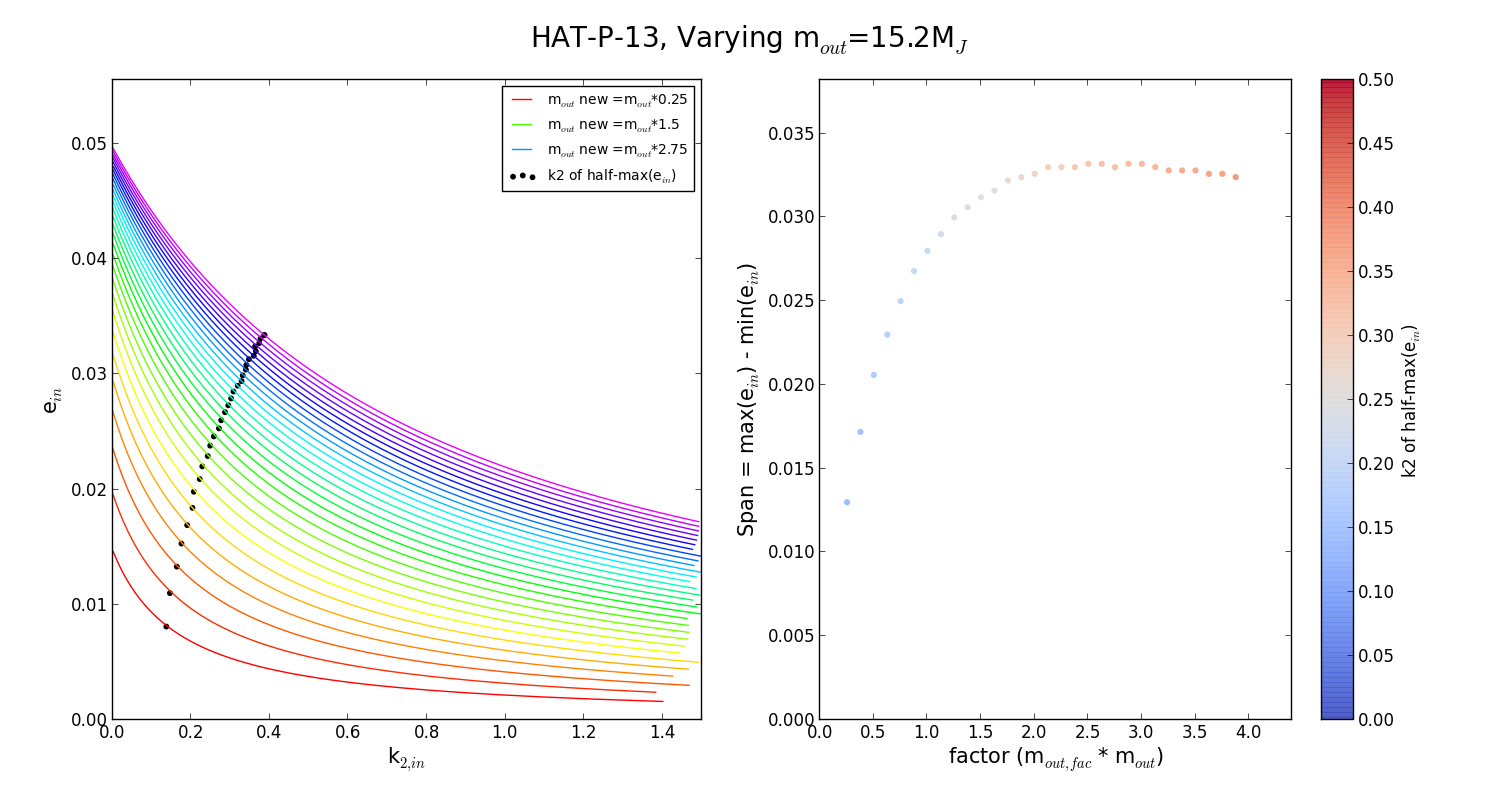 HAT-P-13, Varying m_out=15.2M_J
m_out new =m_out*0.25
m_out new =m_out*1.5
m_out new =m_out*2.75
k2 of half-max(e_in)
0.05
0.04
0.03
0.02
0.01
0.00
e_in
0.0 0.2 0.4 0.6 0.8 1.0 1.2 1.4
k_2,in
0.035
0.030
0.025
0.020
0.015
0.010
0.005
0.000
Span = max(e_in) - min(e_in)
0.0 0.5 1.0 1.5 2.0 2.5 3.0 3.5 4.0
factor (m_out,fac * m_out)
0.50
0.45
0.40
0.35
0.30
0.25
0.20
0.15
0.10
0.05
0.00
k2 of half-max(e_in)